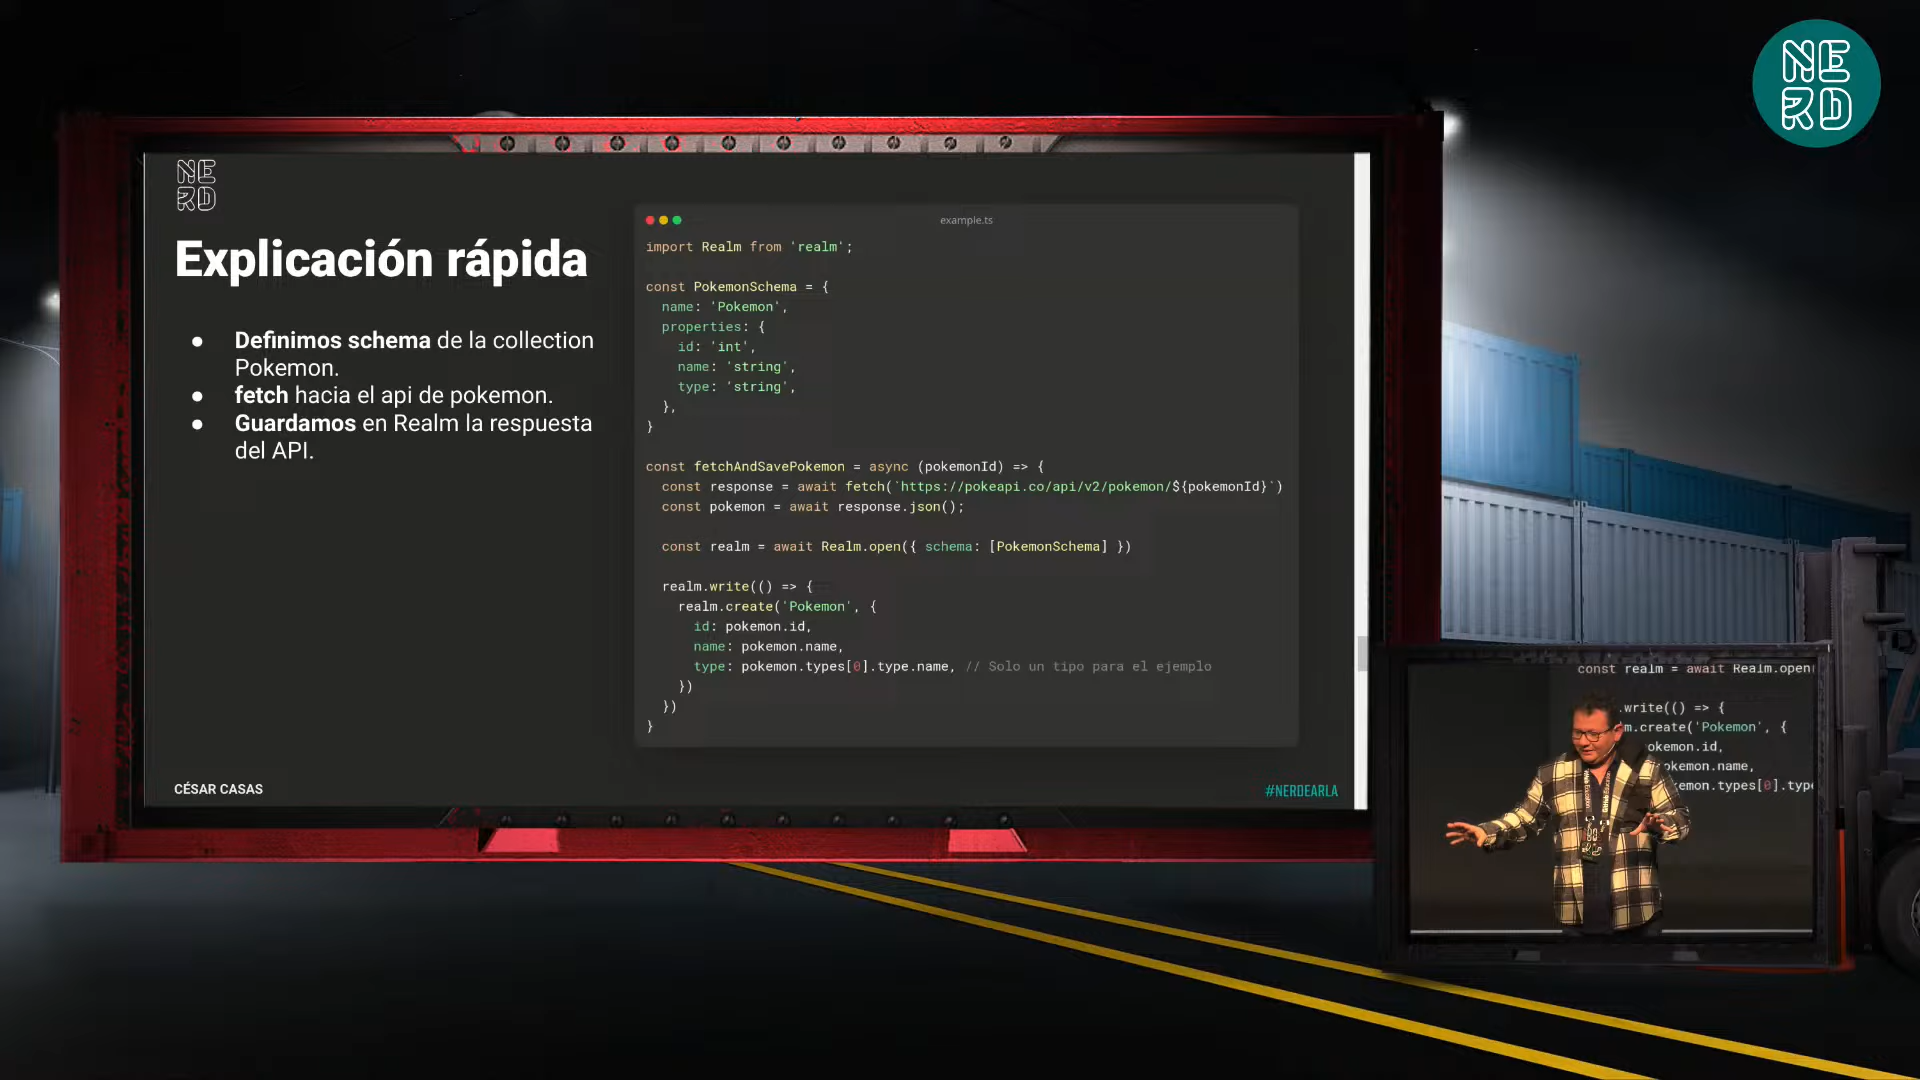 NE
RD
NE
RD
Explicación rápida
● Definimos schema de la collection
Pokemon.
● fetch hacia el api de pokemon.
● Guardamos en Realm la respuesta
del API.
example.ts
import Realm from 'realm';
const PokemonSchema = {
  name: 'Pokemon',
  properties: {
    id: 'int',
    name: 'string',
    type: 'string',
  },
}
const fetchAndSavePokemon = async (pokemonId) => {
  const response = await fetch(`https://pokeapi.co/api/v2/pokemon/${pokemonId}`)
  const pokemon = await response.json();
  const realm = await Realm.open({ schema: [PokemonSchema] })
  realm.write(() => {
    realm.create('Pokemon', {
      id: pokemon.id,
      name: pokemon.name,
      type: pokemon.types[0].type.name, // Solo un tipo para el ejemplo
    })
  })
}
CÉSAR CASAS
#NERDEARLA
const realm = await Realm.open(
.write(() => {
m.create('Pokemon', {
okemon.id,
okemon.name,
kemon.types[0].type